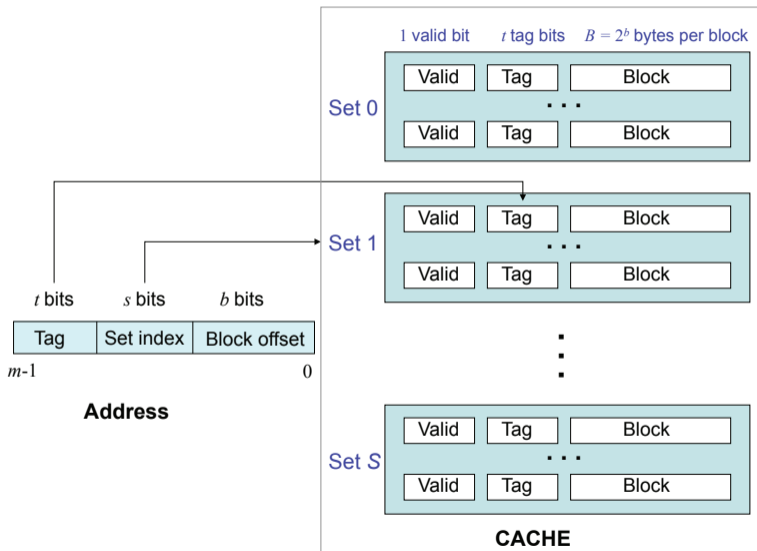 1 valid bit t tag bits B = 2^b bytes per block
Valid Tag Block
. . .
Set 0
Valid Tag Block
Valid Tag Block
. . .
Set 1
Valid Tag Block
t bits s bits b bits
Tag Set index Block offset
m-1 0
Address
Valid Tag Block
. . .
Set S
Valid Tag Block
CACHE